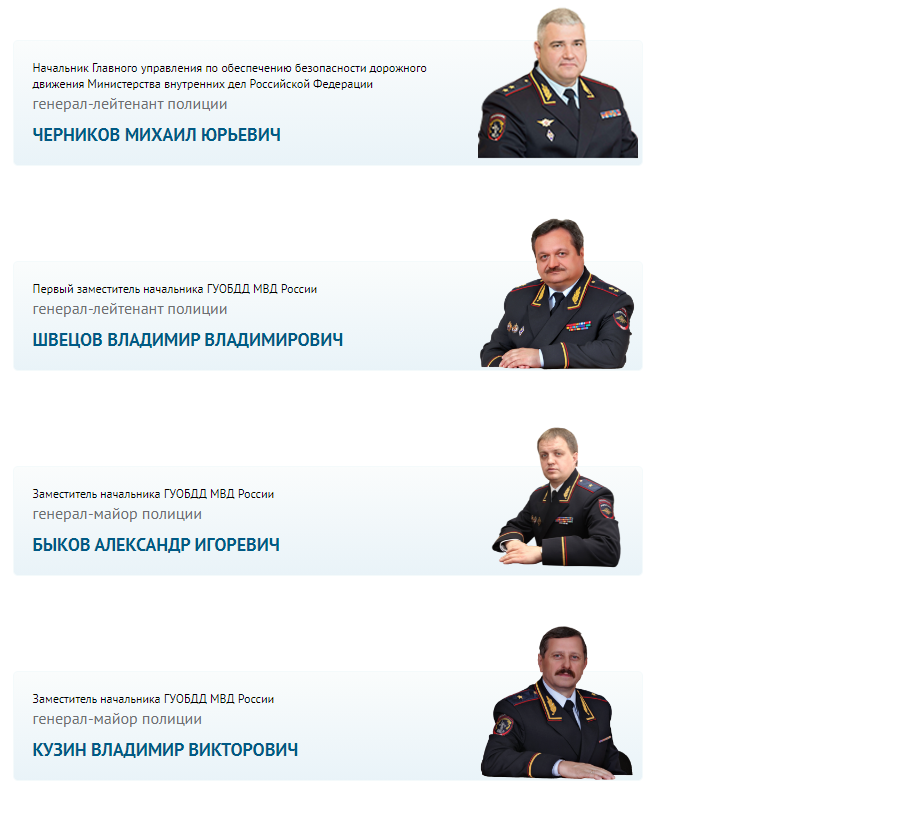 Начальник Главного управления по обеспечению безопасности дорожного
движения Министерства внутренних дел Российской Федерации
генерал-лейтенант полиции
ЧЕРНИКОВ МИХАИЛ ЮРЬЕВИЧ
Первый заместитель начальника ГУОБДД МВД России
генерал-лейтенант полиции
ШВЕЦОВ ВЛАДИМИР ВЛАДИМИРОВИЧ
Заместитель начальника ГУОБДД МВД России
генерал-майор полиции
БЫКОВ АЛЕКСАНДР ИГОРЕВИЧ
Заместитель начальника ГУОБДД МВД России
генерал-майор полиции
КУЗИН ВЛАДИМИР ВИКТОРОВИЧ